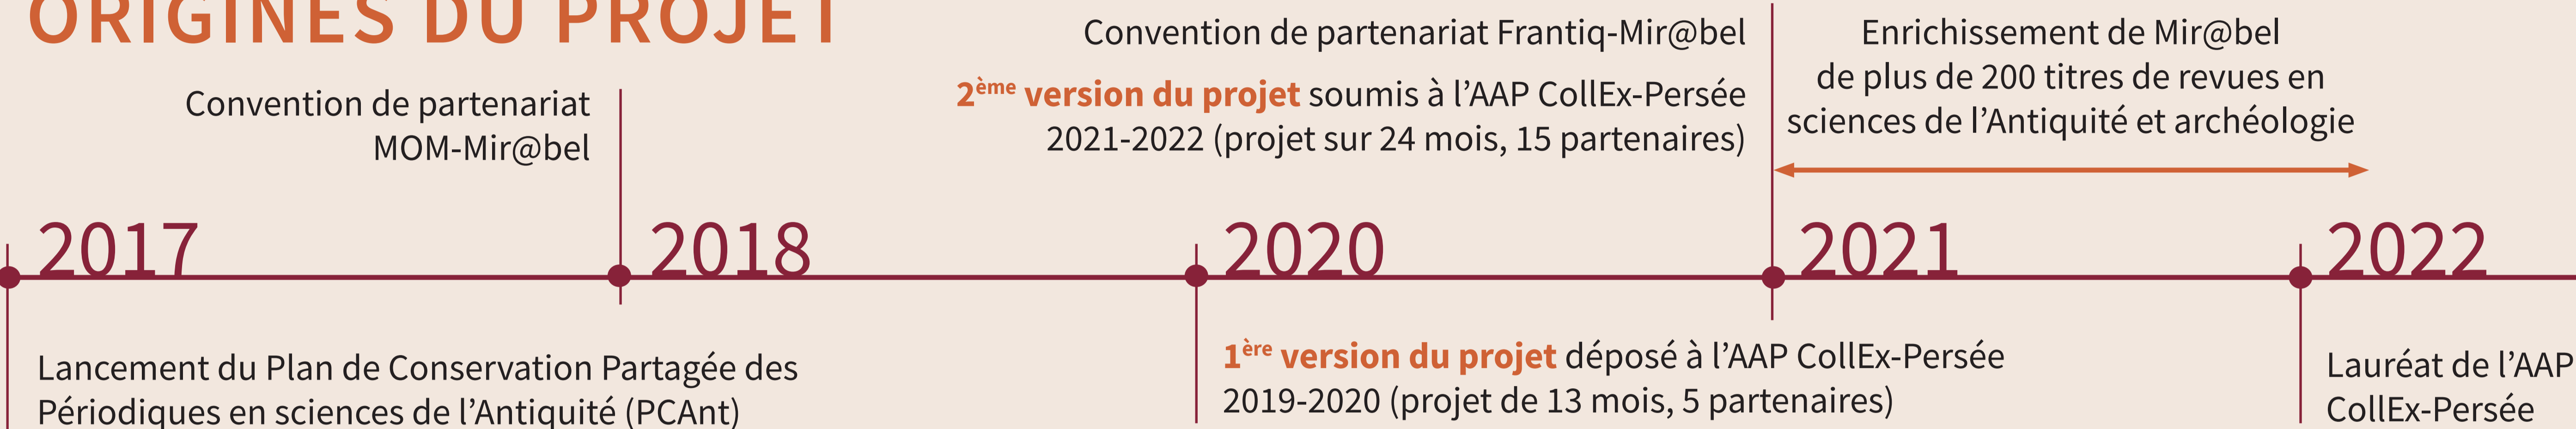 ORIGINES DU PROJET
Convention de partenariat
MOM-Mir@bel
Convention de partenariat Frantiq-Mir@bel
2ème version du projet soumis à l’AAP CollEx-Persée
2021-2022 (projet sur 24 mois, 15 partenaires)
Enrichissement de Mir@bel
de plus de 200 titres de revues en
sciences de l’Antiquité et archéologie
2017
2018
2020
2021
2022
Lancement du Plan de Conservation Partagée des
Périodiques en sciences de l’Antiquité (PCAnt)
1ère version du projet déposé à l’AAP CollEx-Persée
2019-2020 (projet de 13 mois, 5 partenaires)
Lauréat de l’AAP
CollEx-Persée